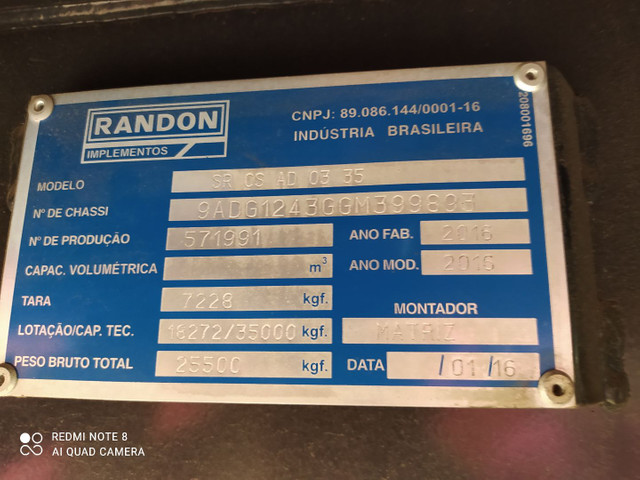 RANDON
IMPLEMENTOS
CNPJ: 89.086.144/0001-16
INDÚSTRIA BRASILEIRA
208001696
MODELO SR CS AD 03 35
Nº DE CHASSI
Nº DE PRODUÇÃO 571991 ANO FAB. 2016
CAPAC. VOLUMÉTRICA m³ ANO MOD. 2016
TARA 7228 kgf. MONTADOR
LOTAÇÃO/CAP. TEC. 18272/35000 kgf. MATRIZ
PESO BRUTO TOTAL 25500 kgf. DATA /01/16
REDMI NOTE 8
AI QUAD CAMERA